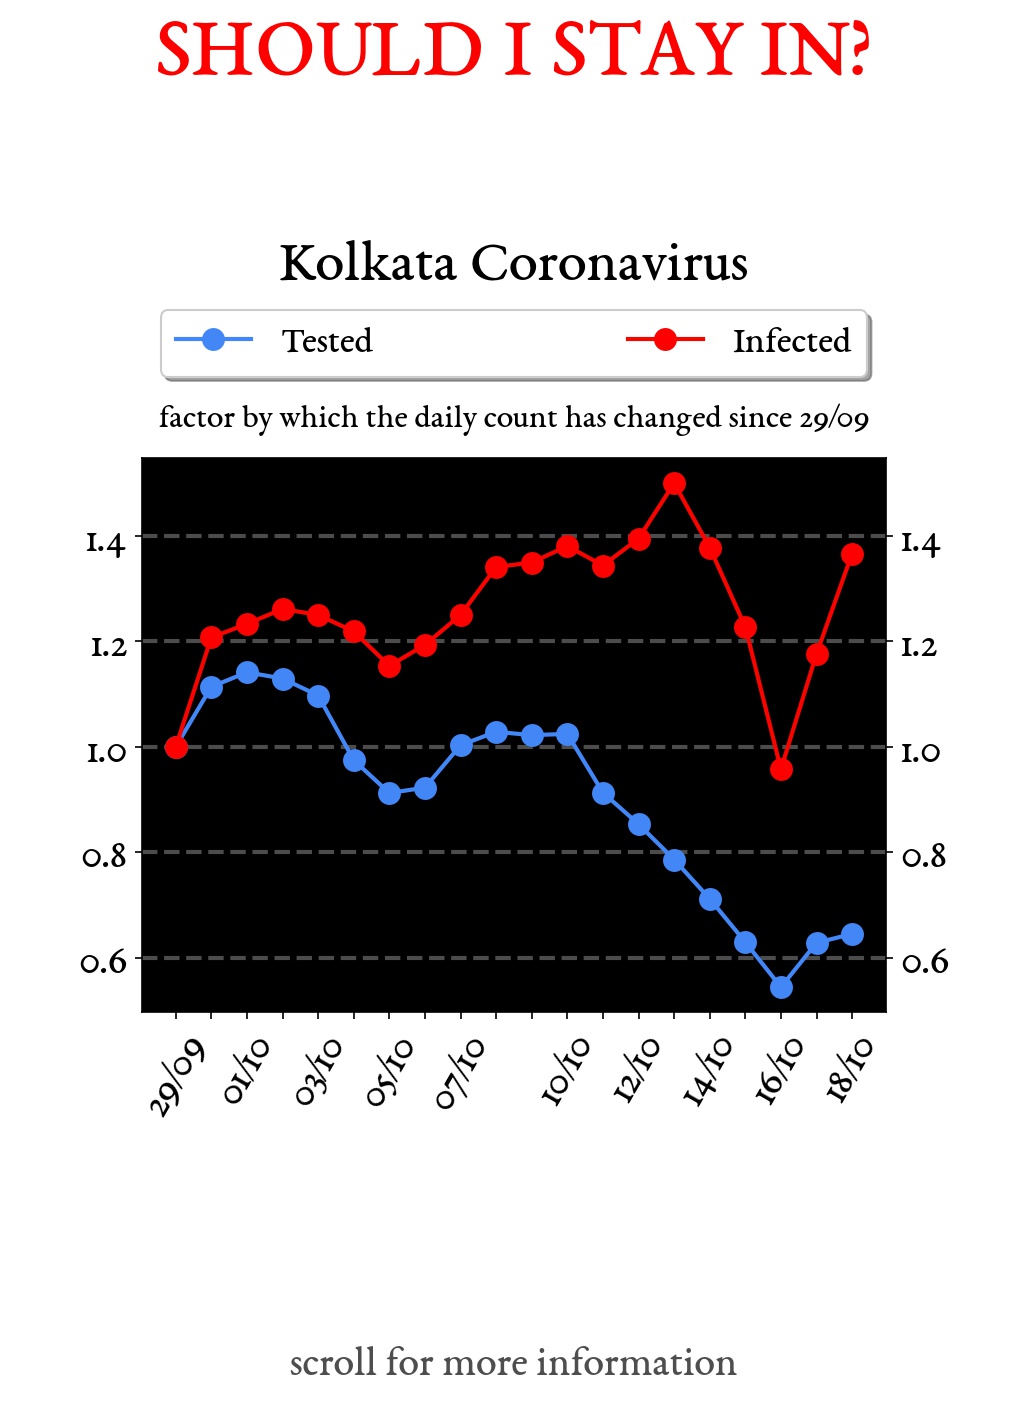 SHOULD I STAY IN?
Kolkata Coronavirus
Tested Infected
factor by which the daily count has changed since 29/09
1.4 1.4
1.2 1.2
1.0 1.0
0.8 0.8
0.6 0.6
29/09 01/10 03/10 05/10 07/10 10/10 12/10 14/10 16/10 18/10
scroll for more information